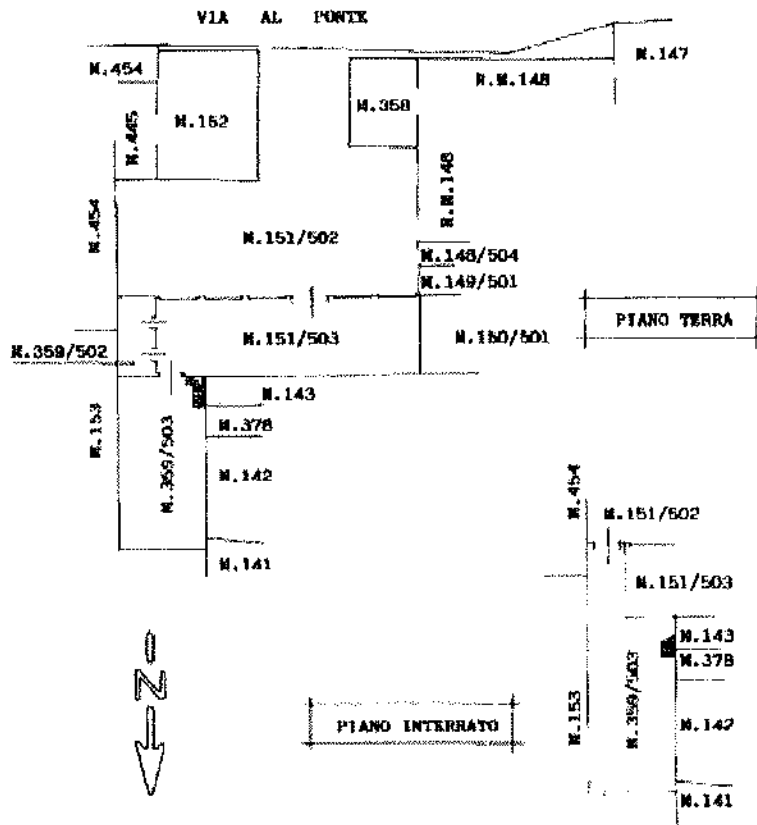 VIA AL PONTE
M.454
M.147
M.M.148
M.152
M.358
M.445
M.M.148
M.454
M.151/502
M.148/504
M.149/501
PIANO TERRA
M.151/503
M.150/501
M.359/502
M.143
M.153
M.359/503
M.378
M.142
M.141
M.454
M.151/502
M.151/503
M.143
M.378
M.359/503
M.153
M.142
N
PIANO INTERRATO
M.141